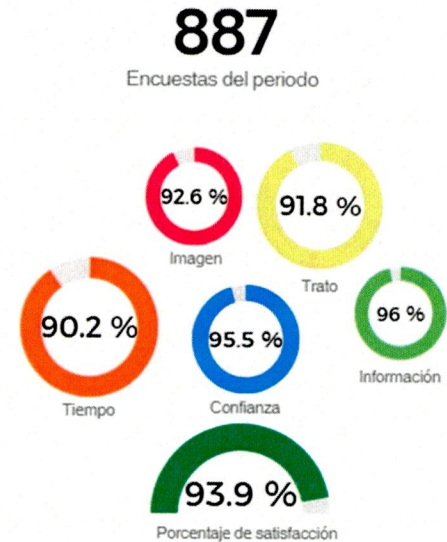 887
Encuestas del periodo
92.6 %
Imagen
91.8 %
Trato
90.2 %
Tiempo
95.5 %
Confianza
96 %
Información
93.9 %
Porcentaje de satisfacción